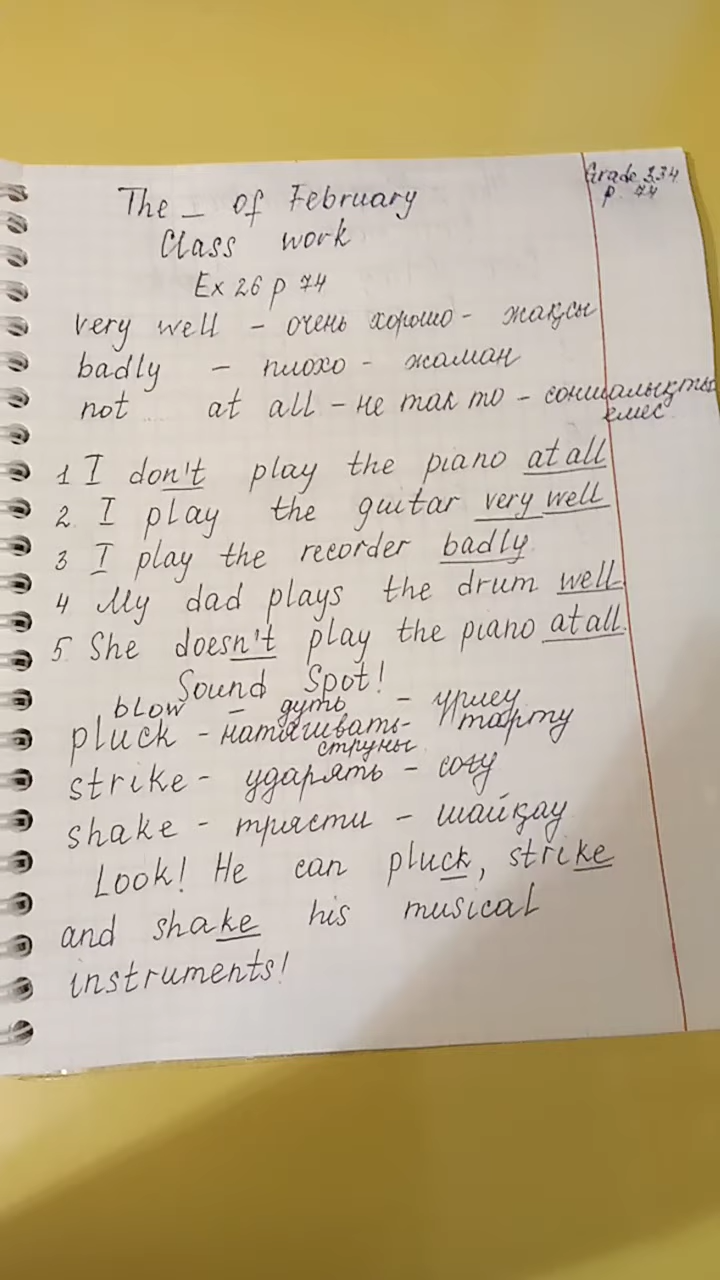 Grade 3.34
p. 74
The _ of February
Class work
Ex 26 p 74
very well - очень хорошо - жақсы
badly - плохо - жаман
not ... at all - не так то - соншалықты
емес
1 I don't play the piano at all
2. I play the guitar very well
3 I play the recorder badly
4 My dad plays the drum well
5. She doesn't play the piano at all.
Sound Spot!
blow - дуть - үрлеу
pluck - натягивать - тарту
струны
strike - ударять - соғу
shake - трясти - шайқау
Look! He can pluck, strike
and shake his musical
instruments!